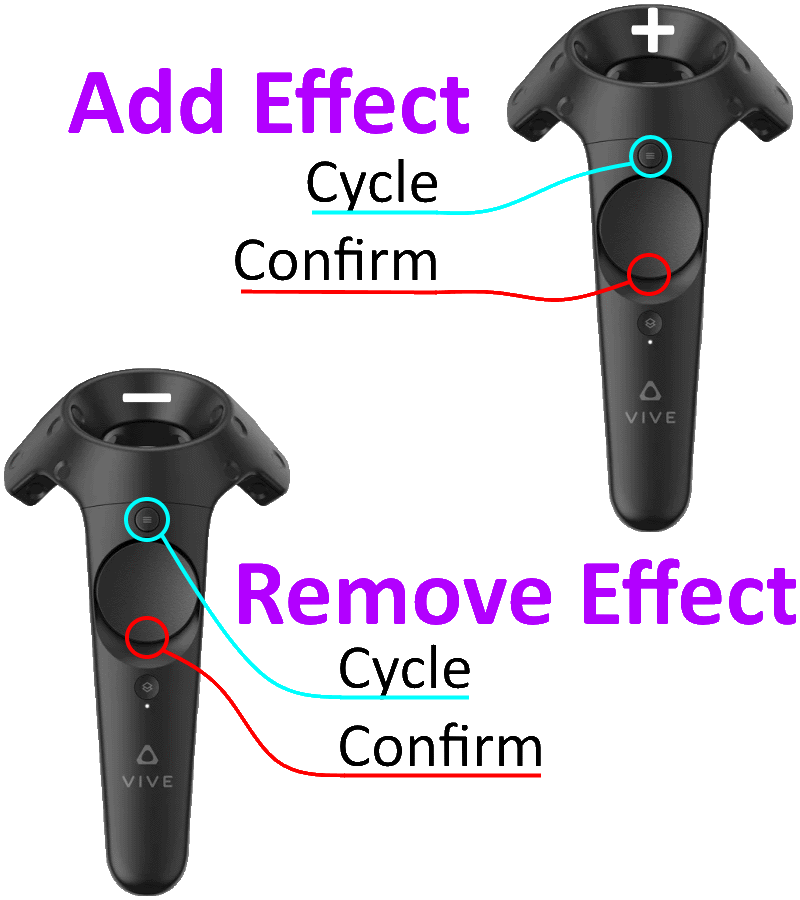 +
Add Effect
Cycle
Confirm
VIVE
−
Remove Effect
Cycle
Confirm
VIVE